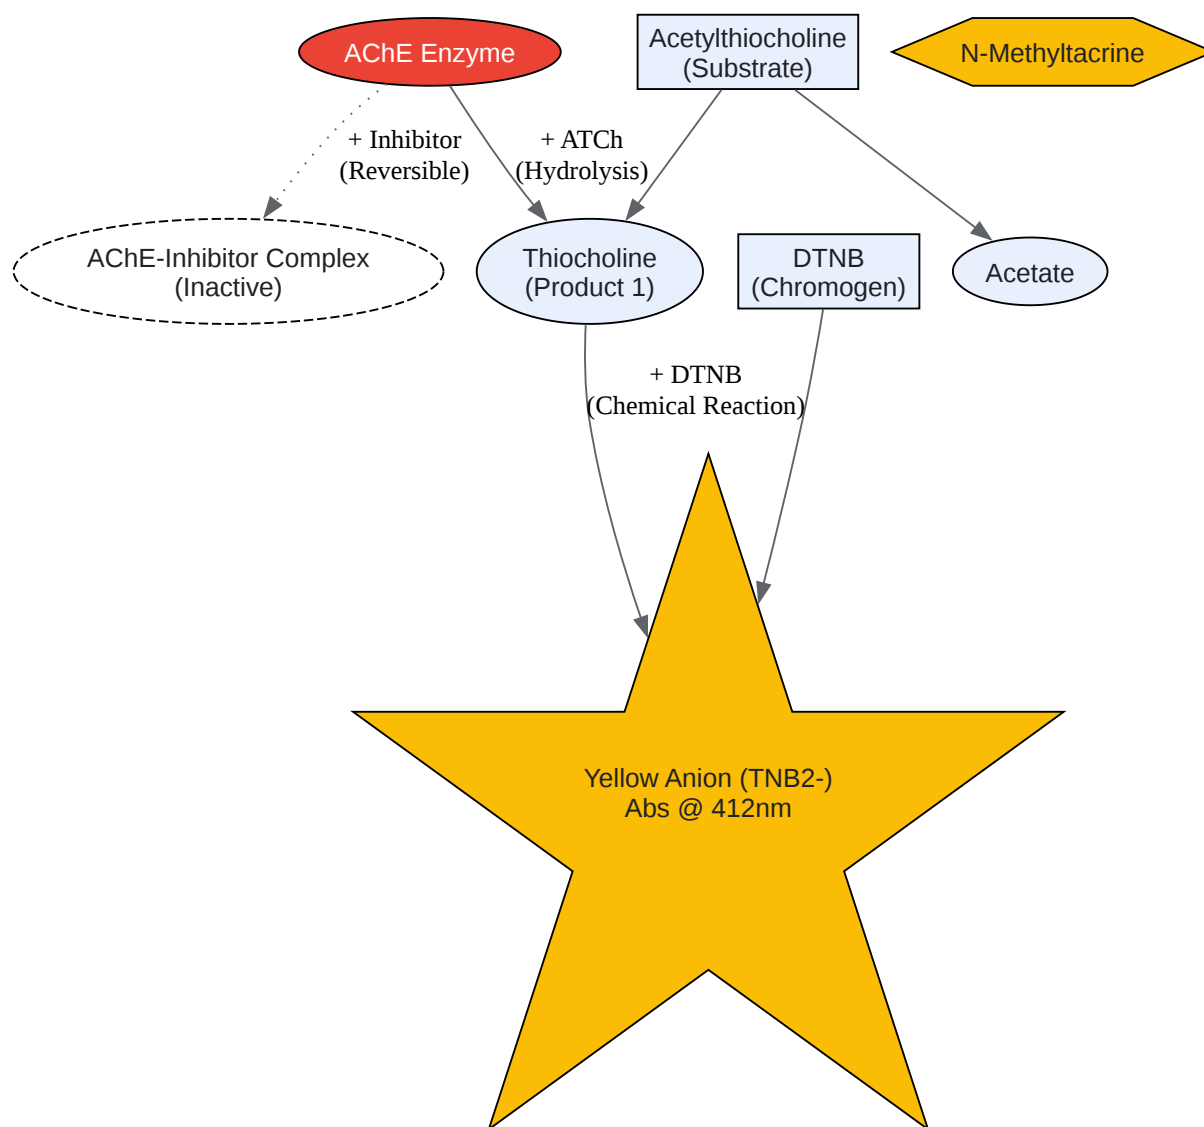 AChE Enzyme
Acetylthiocholine
(Substrate)
N-Methyltacrine
+ Inhibitor
(Reversible)
+ ATCh
(Hydrolysis)
AChE-Inhibitor Complex
(Inactive)
Thiocholine
(Product 1)
DTNB
(Chromogen)
Acetate
+ DTNB
(Chemical Reaction)
Yellow Anion (TNB2-)
Abs @ 412nm